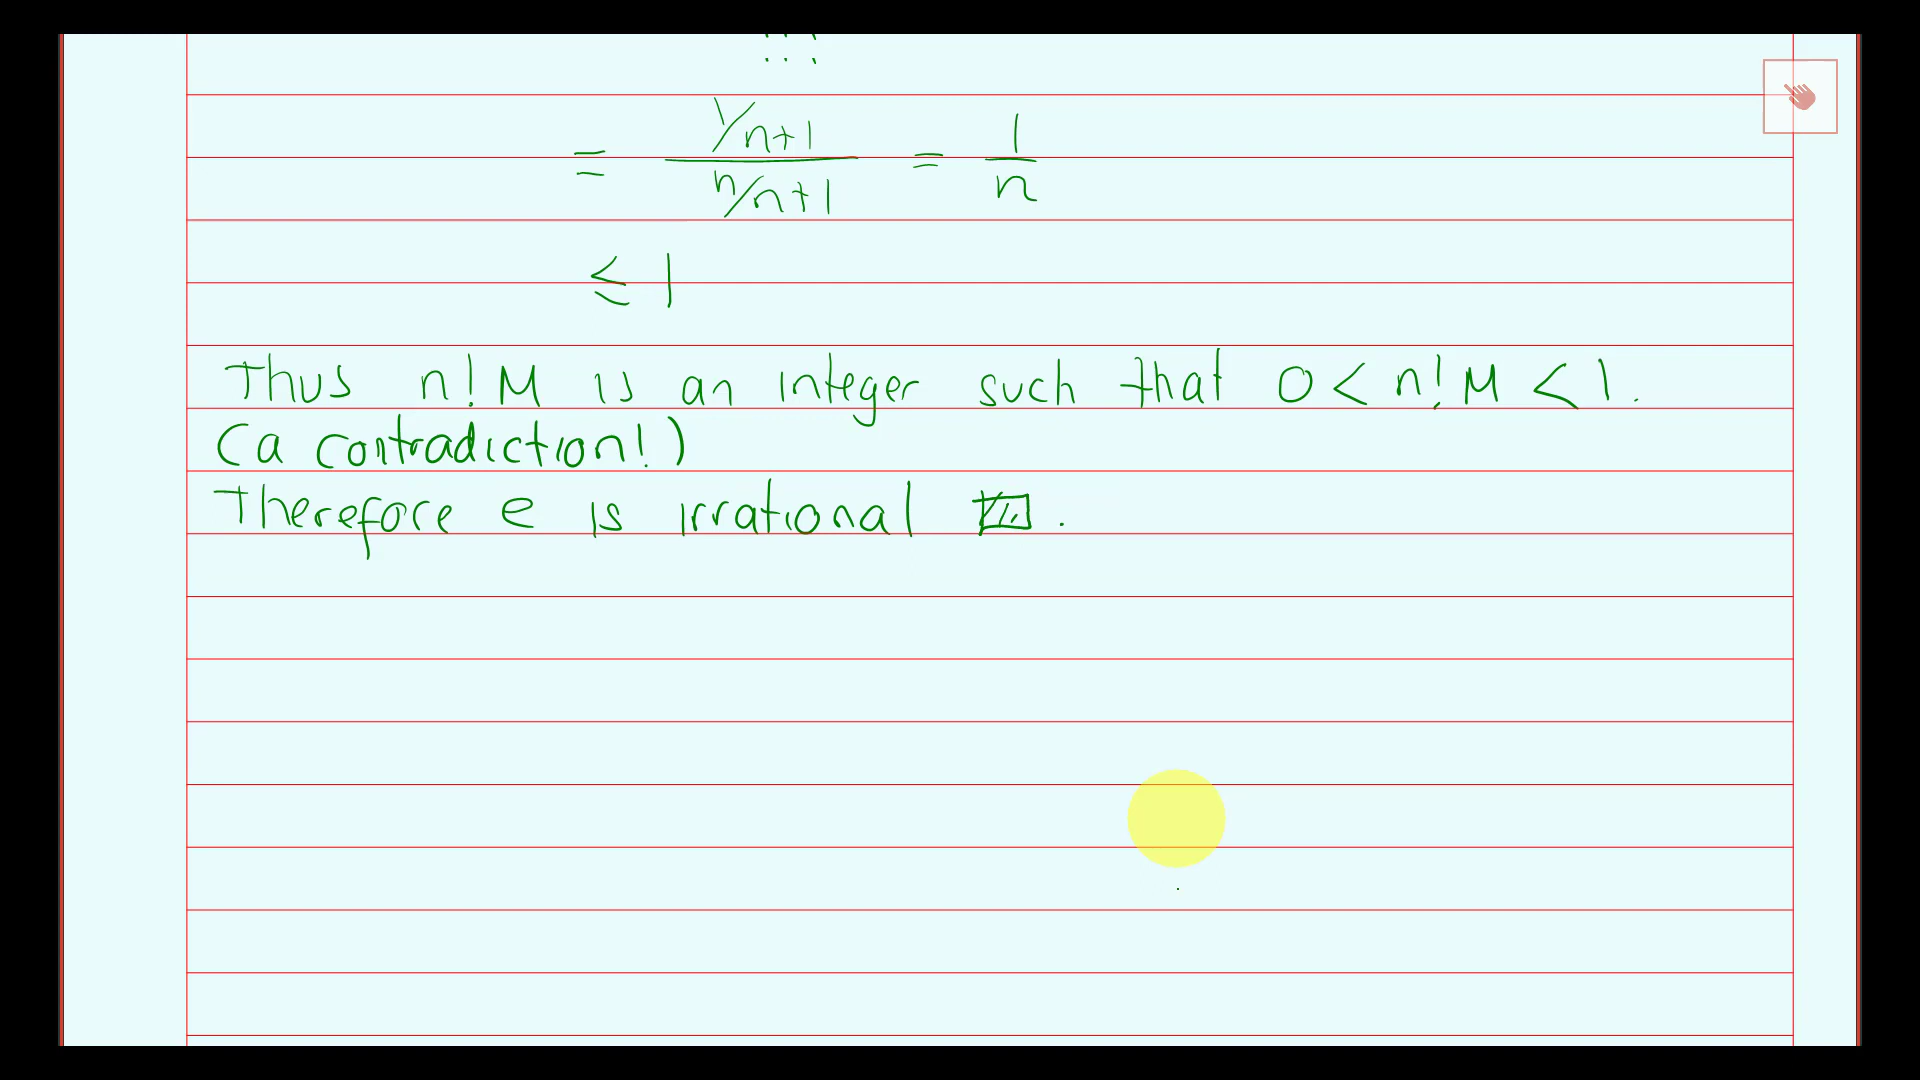 = 1/n+1 / n/n+1 = 1/n
≤ 1
Thus n! M is an integer such that 0 < n! M < 1.
(a contradiction!)
Therefore e is irrational .